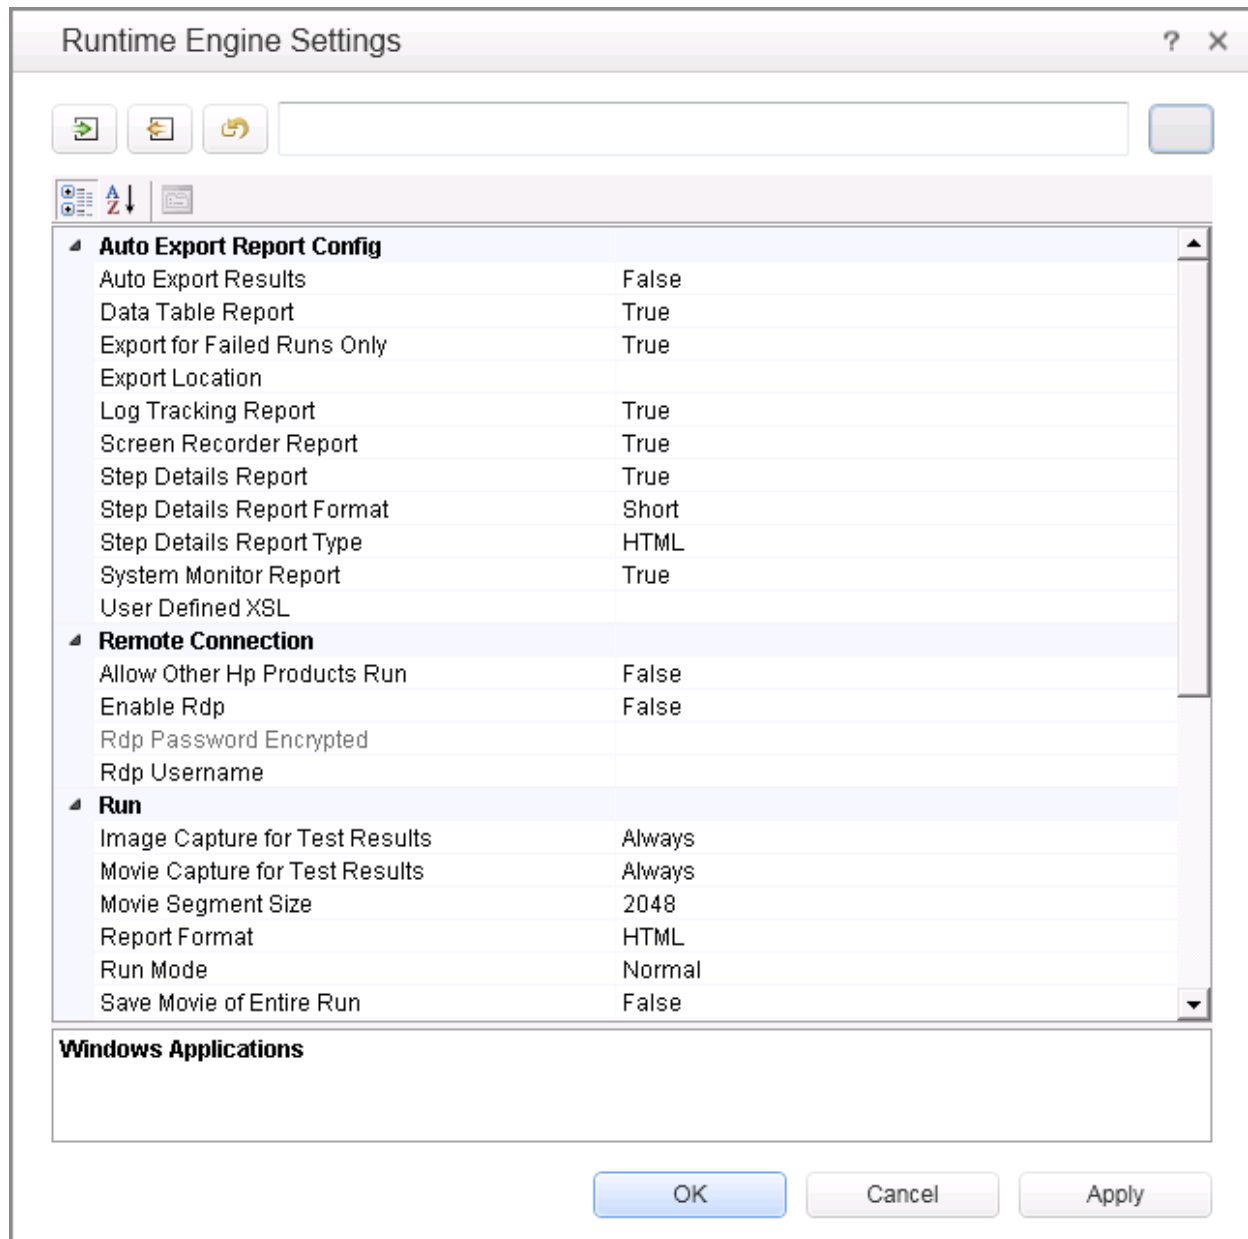 Runtime Engine Settings ? ×
A
Z
Auto Export Report Config
Auto Export Results False
Data Table Report True
Export for Failed Runs Only True
Export Location
Log Tracking Report True
Screen Recorder Report True
Step Details Report True
Step Details Report Format Short
Step Details Report Type HTML
System Monitor Report True
User Defined XSL
Remote Connection
Allow Other Hp Products Run False
Enable Rdp False
Rdp Password Encrypted
Rdp Username
Run
Image Capture for Test Results Always
Movie Capture for Test Results Always
Movie Segment Size 2048
Report Format HTML
Run Mode Normal
Save Movie of Entire Run False
Windows Applications
OK Cancel Apply